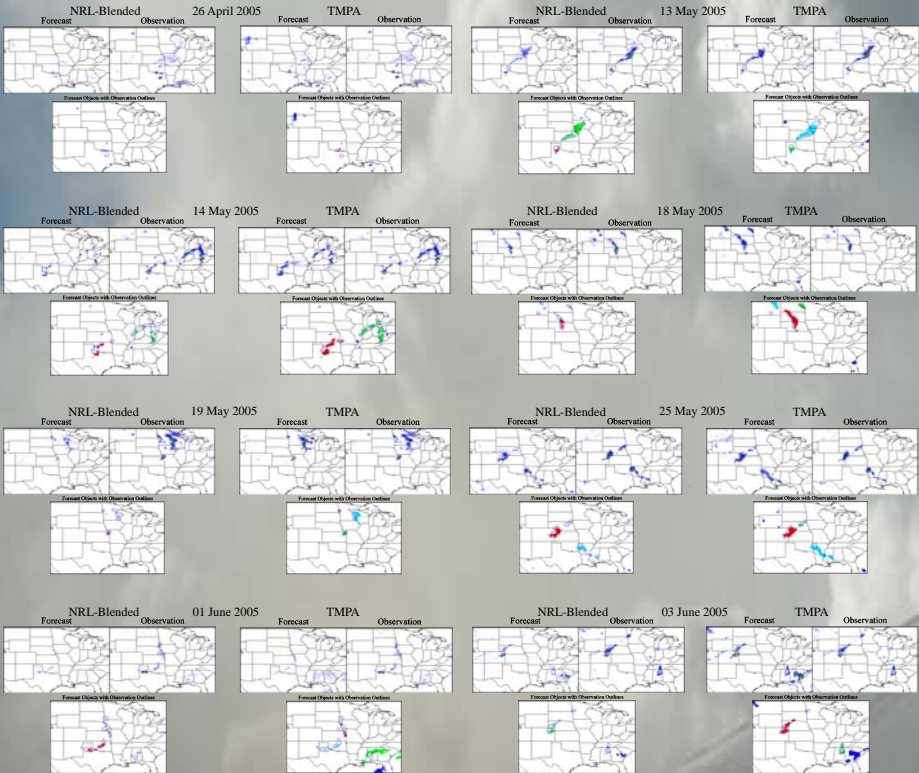 NRL-Blended 26 April 2005 TMPA
Forecast Observation Forecast Observation
Forecast Objects with Observation Outlines Forecast Objects with Observation Outlines
NRL-Blended 13 May 2005 TMPA
Forecast Observation Forecast Observation
Forecast Objects with Observation Outlines Forecast Objects with Observation Outlines
NRL-Blended 14 May 2005 TMPA
Forecast Observation Forecast Observation
Forecast Objects with Observation Outlines Forecast Objects with Observation Outlines
NRL-Blended 18 May 2005 TMPA
Forecast Observation Forecast Observation
Forecast Objects with Observation Outlines Forecast Objects with Observation Outlines
NRL-Blended 19 May 2005 TMPA
Forecast Observation Forecast Observation
Forecast Objects with Observation Outlines Forecast Objects with Observation Outlines
NRL-Blended 25 May 2005 TMPA
Forecast Observation Forecast Observation
Forecast Objects with Observation Outlines Forecast Objects with Observation Outlines
NRL-Blended 01 June 2005 TMPA
Forecast Observation Forecast Observation
Forecast Objects with Observation Outlines Forecast Objects with Observation Outlines
NRL-Blended 03 June 2005 TMPA
Forecast Observation Forecast Observation
Forecast Objects with Observation Outlines Forecast Objects with Observation Outlines